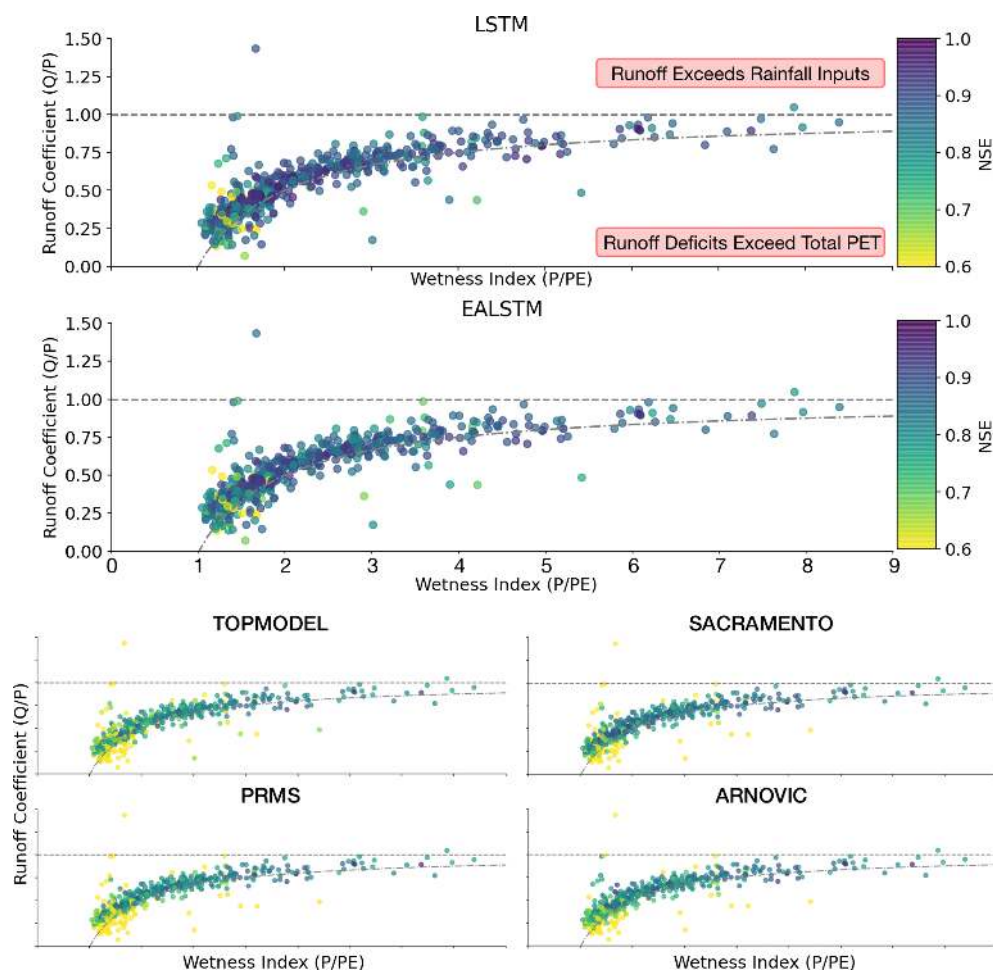 LSTM
Runoff Coefficient (Q/P)
1.50
1.25
1.00
0.75
0.50
0.25
0.00
Runoff Exceeds Rainfall Inputs
Runoff Deficits Exceed Total PET
Wetness Index (P/PE)
1.0
0.9
0.8
0.7
0.6
NSE
EALSTM
Runoff Coefficient (Q/P)
1.50
1.25
1.00
0.75
0.50
0.25
0.00
0 1 2 3 4 5 6 7 8 9
Wetness Index (P/PE)
1.0
0.9
0.8
0.7
0.6
NSE
TOPMODEL
SACRAMENTO
Runoff Coefficient (Q/P)
PRMS
ARNOVIC
Wetness Index (P/PE)
Wetness Index (P/PE)